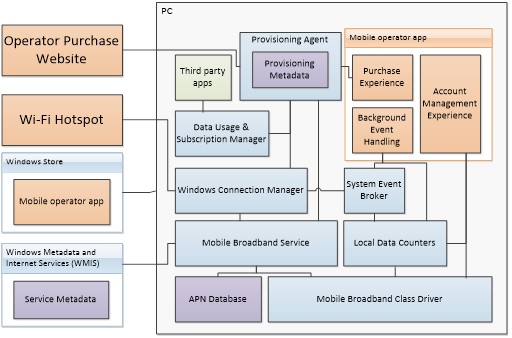 PC
Operator Purchase
Website
Provisioning Agent
Provisioning
Metadata
Mobile operator app
Third party
apps
Purchase
Experience
Account
Management
Experience
Wi-Fi Hotspot
Data Usage &
Subscription Manager
Background
Event
Handling
Windows Store
Mobile operator app
Windows Connection Manager
System Event
Broker
Windows Metadata and
Internet Services (WMIS)
Service Metadata
Mobile Broadband Service
Local Data Counters
APN Database
Mobile Broadband Class Driver